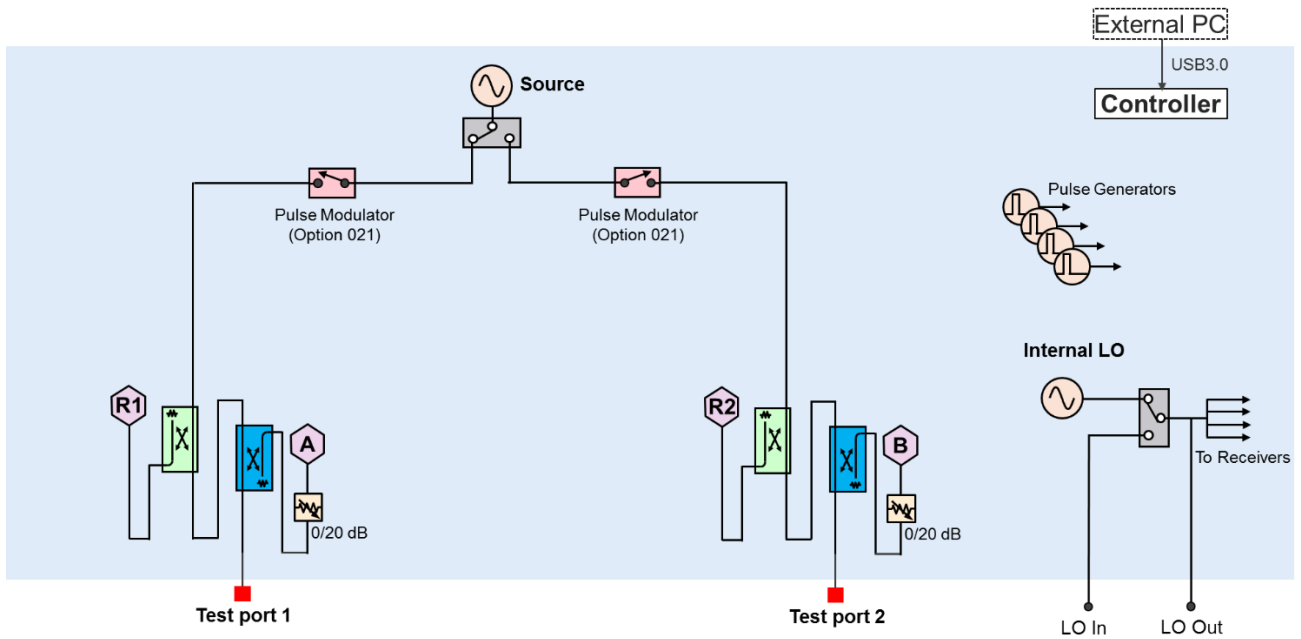 External PC
USB3.0
Controller
Source
Pulse Modulator
(Option 021)
Pulse Modulator
(Option 021)
Pulse Generators
Internal LO
R1
A
0/20 dB
R2
B
0/20 dB
To Receivers
Test port 1
Test port 2
LO In
LO Out